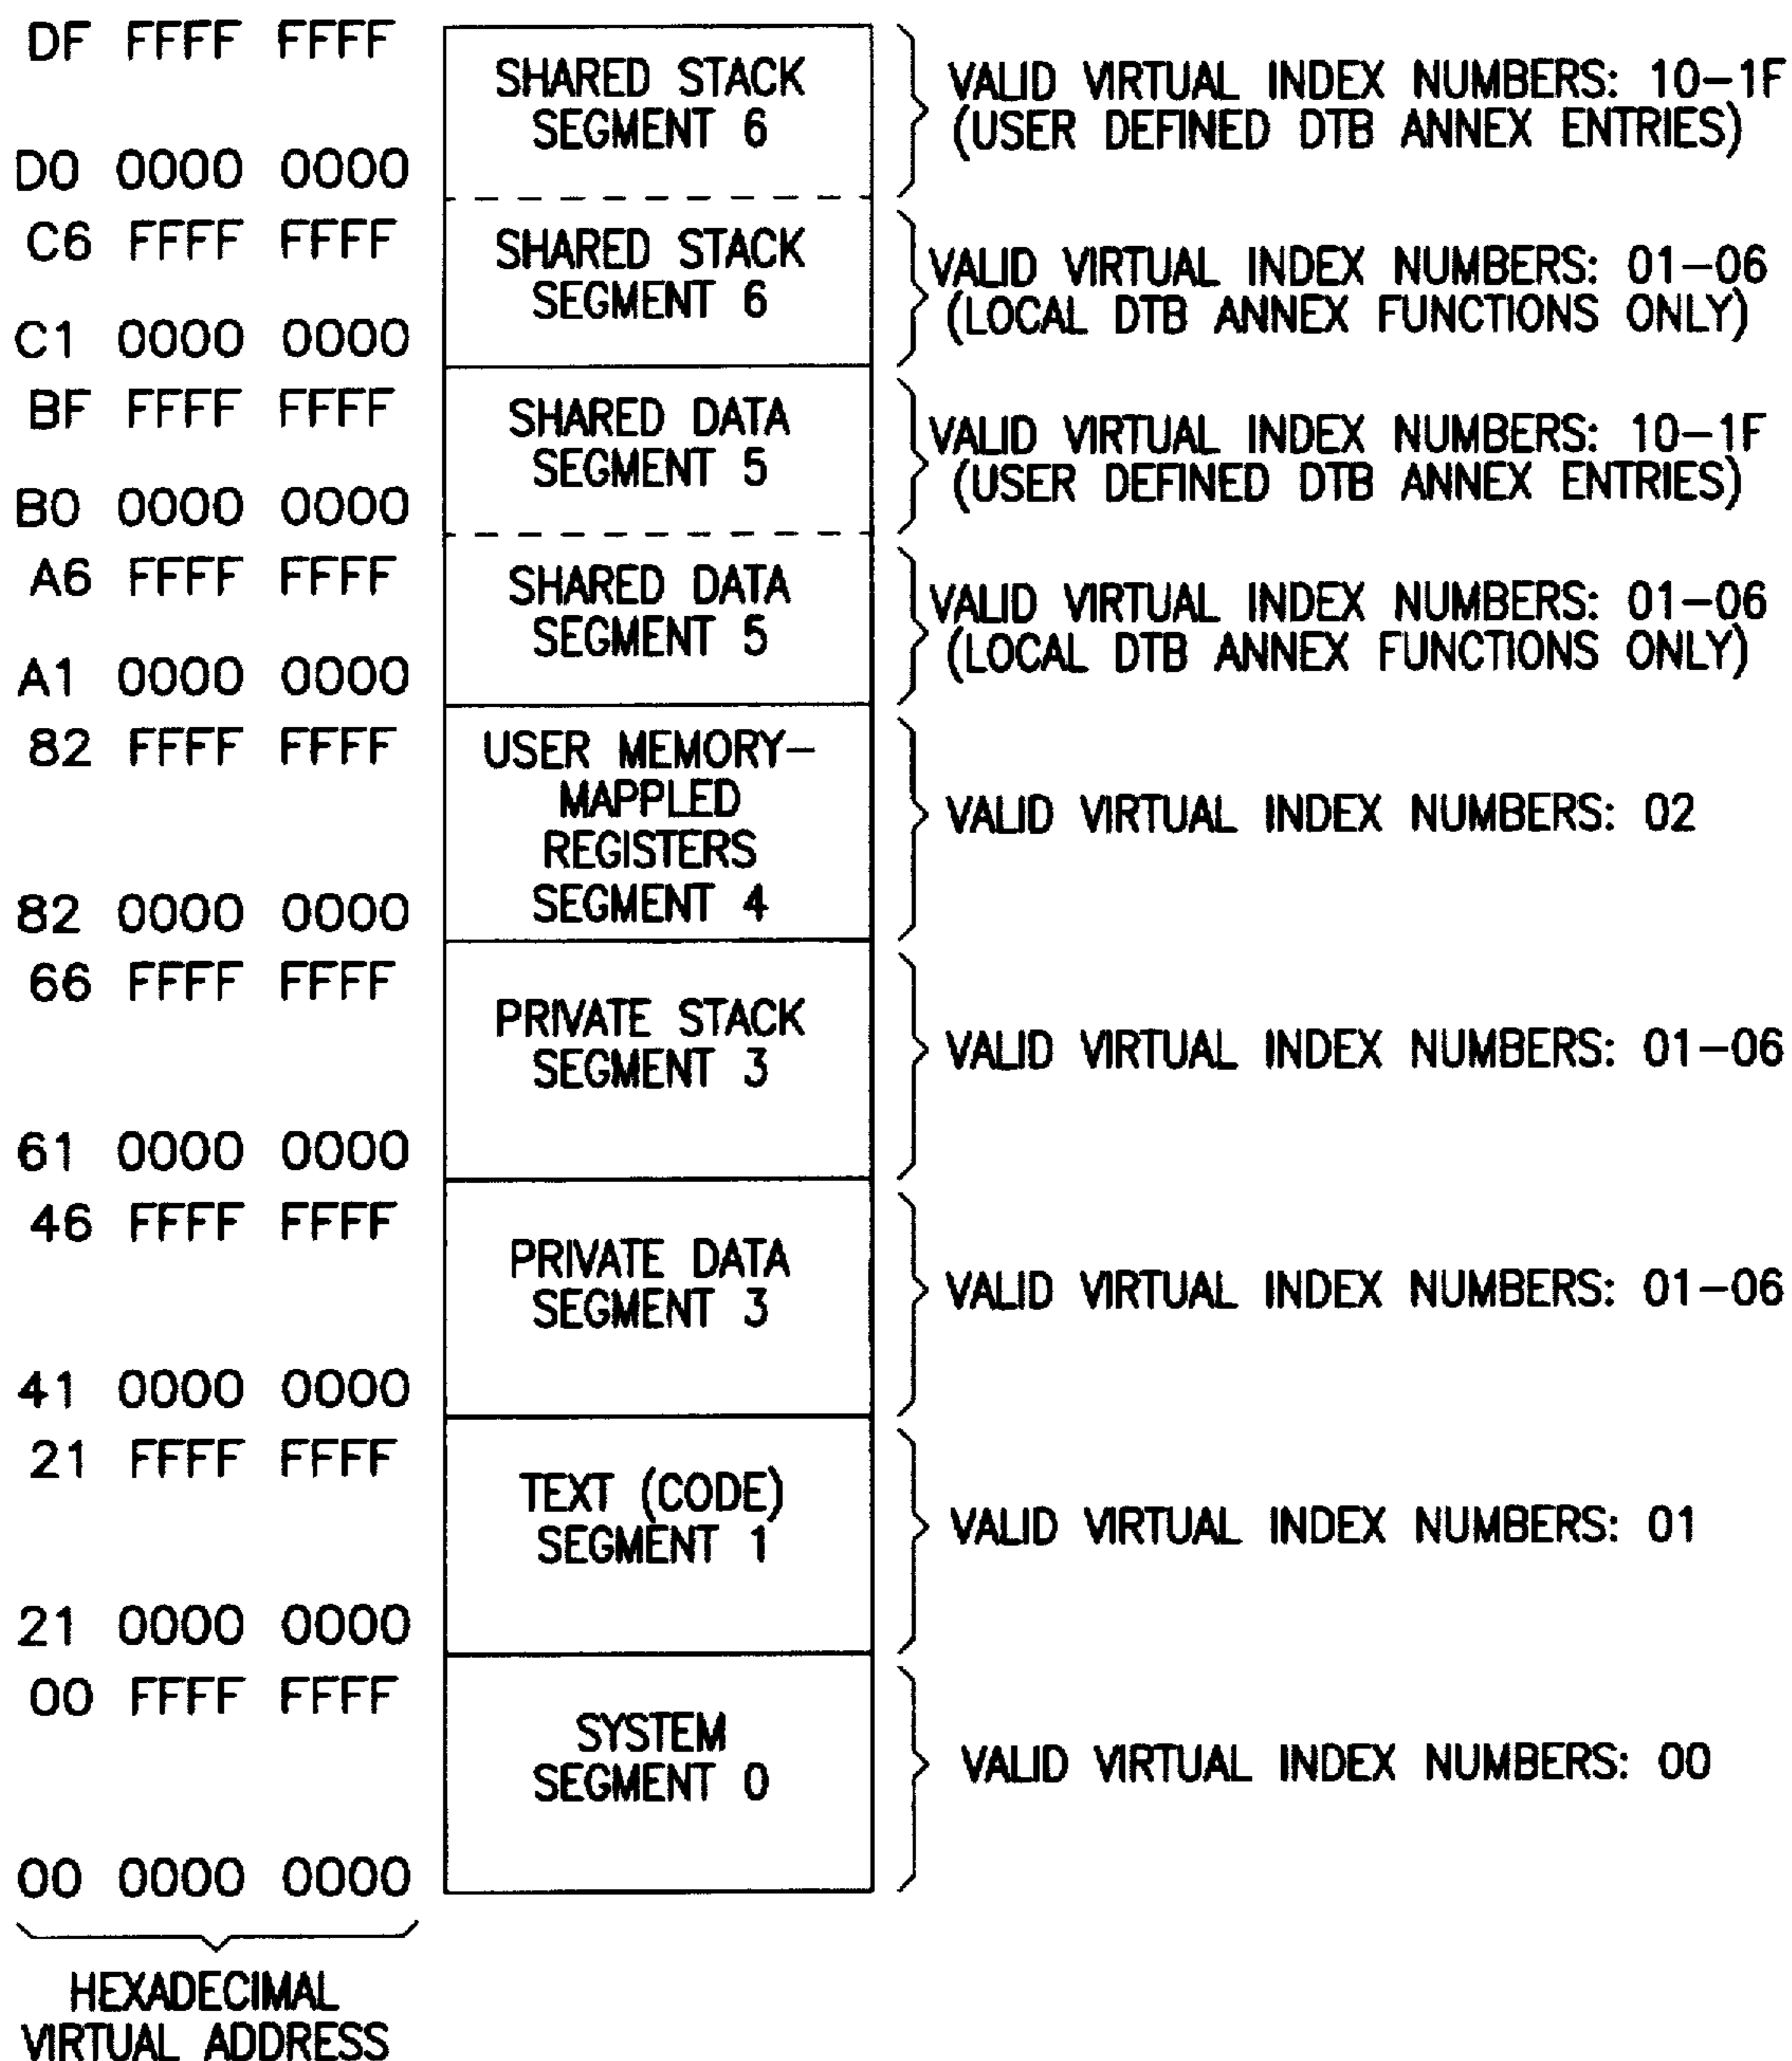 DF FFFF FFFF
SHARED STACK
SEGMENT 6
VALID VIRTUAL INDEX NUMBERS: 10-1F
(USER DEFINED DTB ANNEX ENTRIES)
D0 0000 0000
C6 FFFF FFFF
SHARED STACK
SEGMENT 6
VALID VIRTUAL INDEX NUMBERS: 01-06
(LOCAL DTB ANNEX FUNCTIONS ONLY)
C1 0000 0000
BF FFFF FFFF
SHARED DATA
SEGMENT 5
VALID VIRTUAL INDEX NUMBERS: 10-1F
(USER DEFINED DTB ANNEX ENTRIES)
B0 0000 0000
A6 FFFF FFFF
SHARED DATA
SEGMENT 5
VALID VIRTUAL INDEX NUMBERS: 01-06
(LOCAL DTB ANNEX FUNCTIONS ONLY)
A1 0000 0000
82 FFFF FFFF
USER MEMORY-
MAPPLED
REGISTERS
SEGMENT 4
VALID VIRTUAL INDEX NUMBERS: 02
82 0000 0000
66 FFFF FFFF
PRIVATE STACK
SEGMENT 3
VALID VIRTUAL INDEX NUMBERS: 01-06
61 0000 0000
46 FFFF FFFF
PRIVATE DATA
SEGMENT 3
VALID VIRTUAL INDEX NUMBERS: 01-06
41 0000 0000
21 FFFF FFFF
TEXT (CODE)
SEGMENT 1
VALID VIRTUAL INDEX NUMBERS: 01
21 0000 0000
00 FFFF FFFF
SYSTEM
SEGMENT 0
VALID VIRTUAL INDEX NUMBERS: 00
00 0000 0000
HEXADECIMAL
VIRTUAL ADDRESS